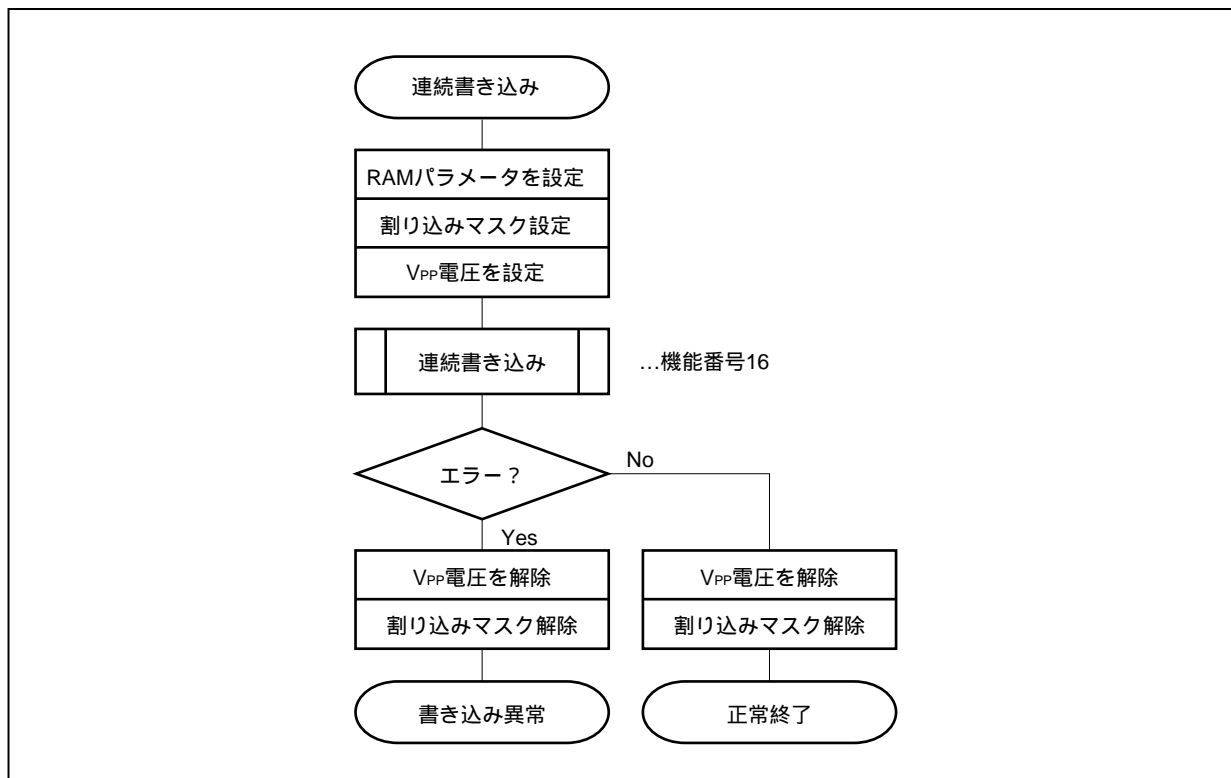 連続書き込み
RAMパラメータを設定
割り込みマスク設定
VPP電圧を設定
連続書き込み …機能番号16
エラー？
No
Yes
VPP電圧を解除 VPP電圧を解除
割り込みマスク解除 割り込みマスク解除
書き込み異常 正常終了